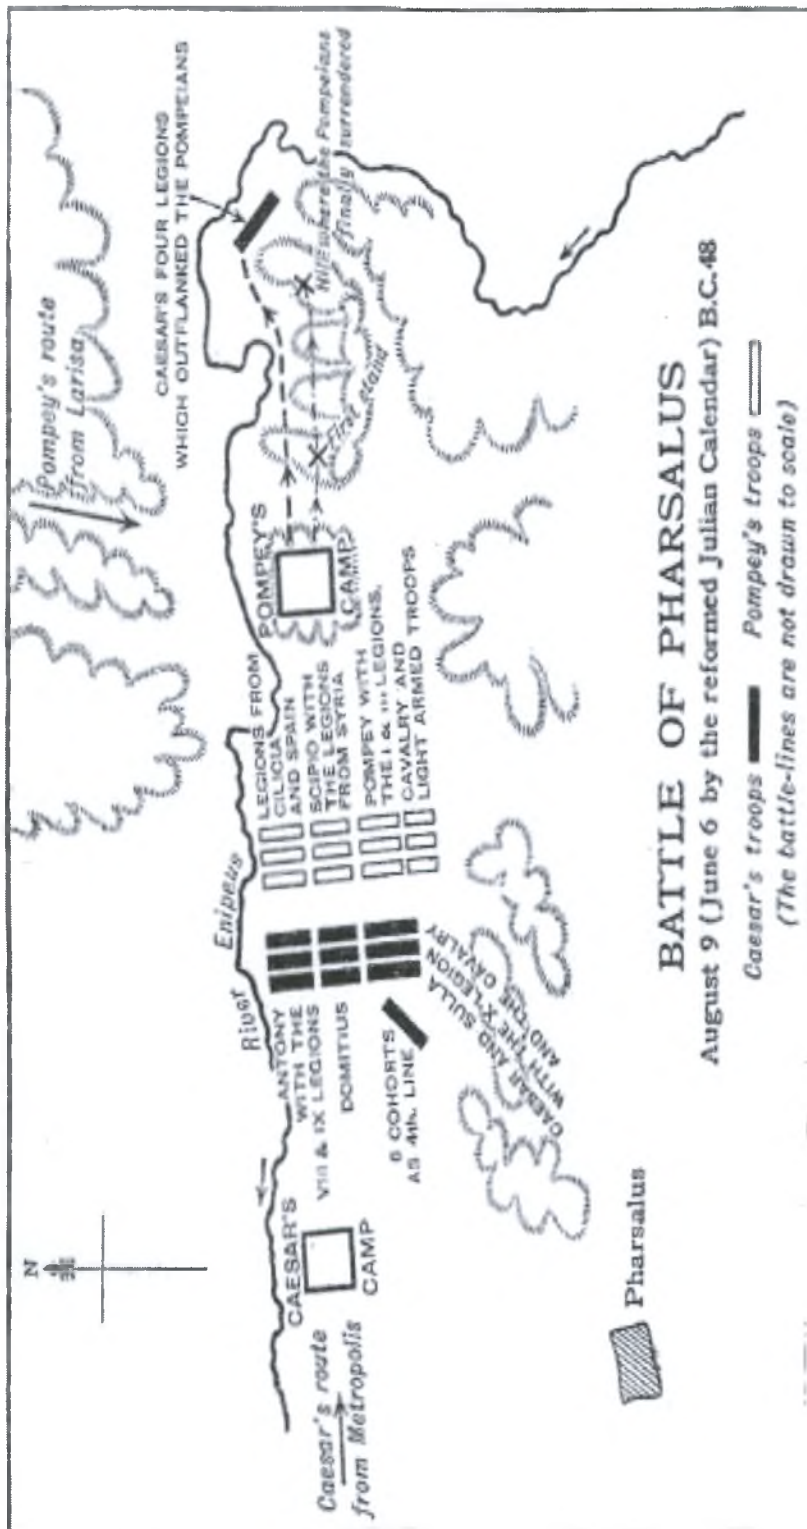 N
Pompey's route
from Larisa
CAESAR'S FOUR LEGIONS
WHICH OUTFLANKED THE POMPEIANS
River Enipeus
CAESAR'S
CAMP
Caesar's route
from Metropolis
ANTONY
WITH THE
VIII & IX LEGIONS
DOMITIUS
6 COHORTS
AS 4th. LINE
CAESAR AND SULLA
WITH THE X LEGION
AND THE CAVALRY
LEGIONS FROM
CILICIA
AND SPAIN
SCIPIO WITH
THE LEGIONS
FROM SYRIA
POMPEY WITH
THE I & III LEGIONS,
CAVALRY AND
LIGHT ARMED TROOPS
POMPEY'S
CAMP
First stand
Hill where the Pompeians
finally surrendered
Pharsalus
BATTLE OF PHARSALUS
August 9 (June 6 by the reformed Julian Calendar) B.C. 48
Caesar's troops Pompey's troops
(The battle-lines are not drawn to scale)